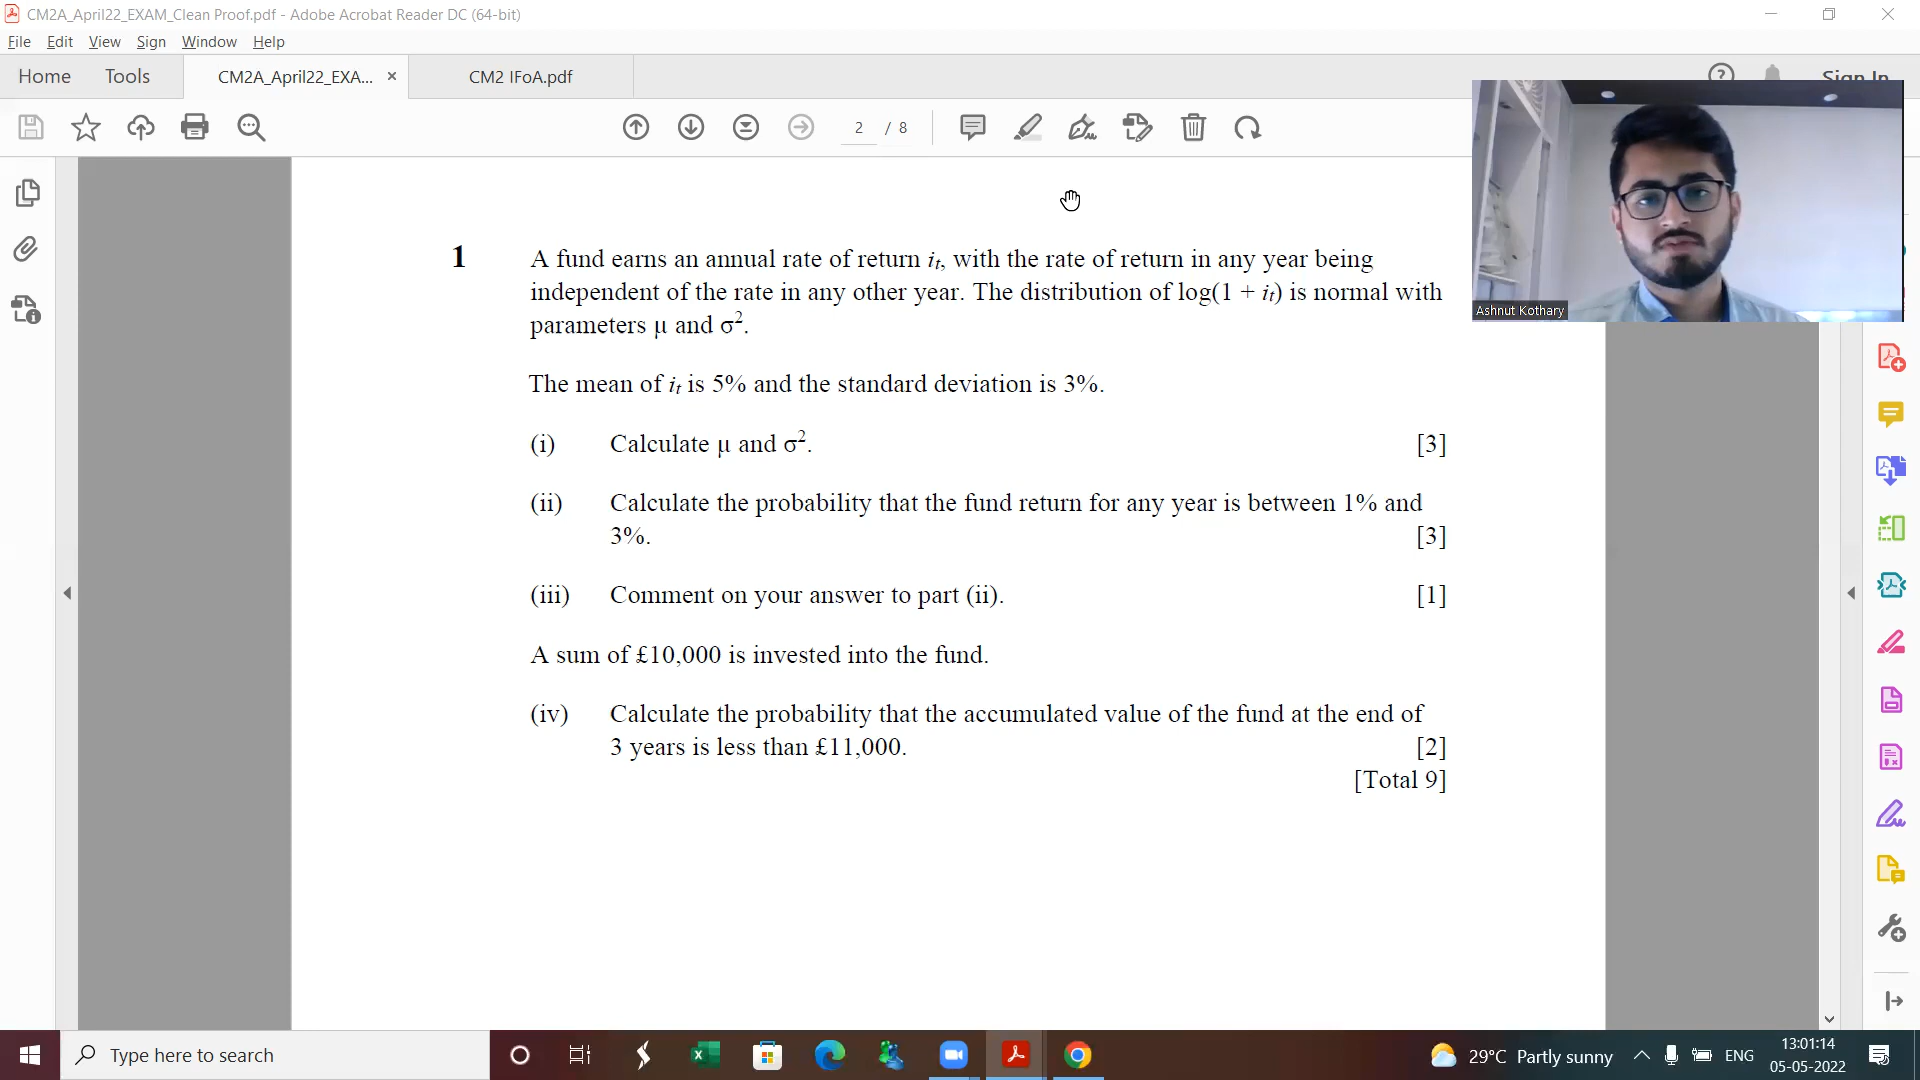 CM2A_April22_EXAM_Clean Proof.pdf - Adobe Acrobat Reader DC (64-bit)
File Edit View Sign Window Help
Home Tools CM2A_April22_EXA... × CM2 IFoA.pdf Sign In
2 / 8
1 A fund earns an annual rate of return iₜ, with the rate of return in any year being
independent of the rate in any other year. The distribution of log(1 + iₜ) is normal with
parameters μ and σ².
The mean of iₜ is 5% and the standard deviation is 3%.
(i) Calculate μ and σ². [3]
(ii) Calculate the probability that the fund return for any year is between 1% and
3%. [3]
(iii) Comment on your answer to part (ii). [1]
A sum of £10,000 is invested into the fund.
(iv) Calculate the probability that the accumulated value of the fund at the end of
3 years is less than £11,000. [2]
[Total 9]
Ashnut Kothary
Type here to search
29°C Partly sunny ENG
13:01:14
05-05-2022